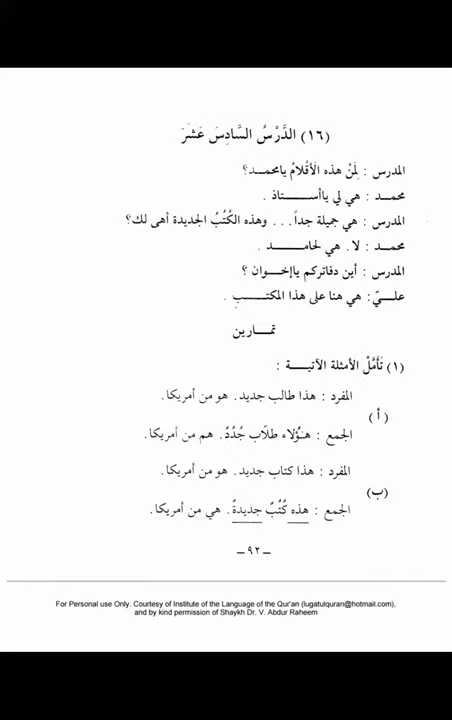 (١٦) الدَّرْسُ السَّادِسَ عَشَرَ
المدرس : لِمَنْ هذه الأَقْلامُ يامحمد؟
محمد : هي لي ياأستاذ .
المدرس : هي جميلة جداً... وهذه الكُتُبُ الجديدة أهى لك؟
محمد : لا. هي لحامد .
المدرس : أين دفاتركم ياإخوان ؟
عليّ : هي هنا على هذا المكتبِ .
تمارين
(١) تَأَمَّلْ الأمثلة الآتية :
المفرد : هذا طالب جديد. هو من أمريكا.
(أ)
الجمع : هؤلاء طلّاب جُدُدٌ. هم من أمريكا.
المفرد : هذا كتاب جديد. هو من أمريكا.
(ب)
الجمع : هذه كُتُبٌ جديدةٌ. هي من أمريكا.
– ٩٢ –
For Personal use Only. Courtesy of Institute of the Language of the Qur'an (lugatulquran@hotmail.com),
and by kind permission of Shaykh Dr. V. Abdur Raheem